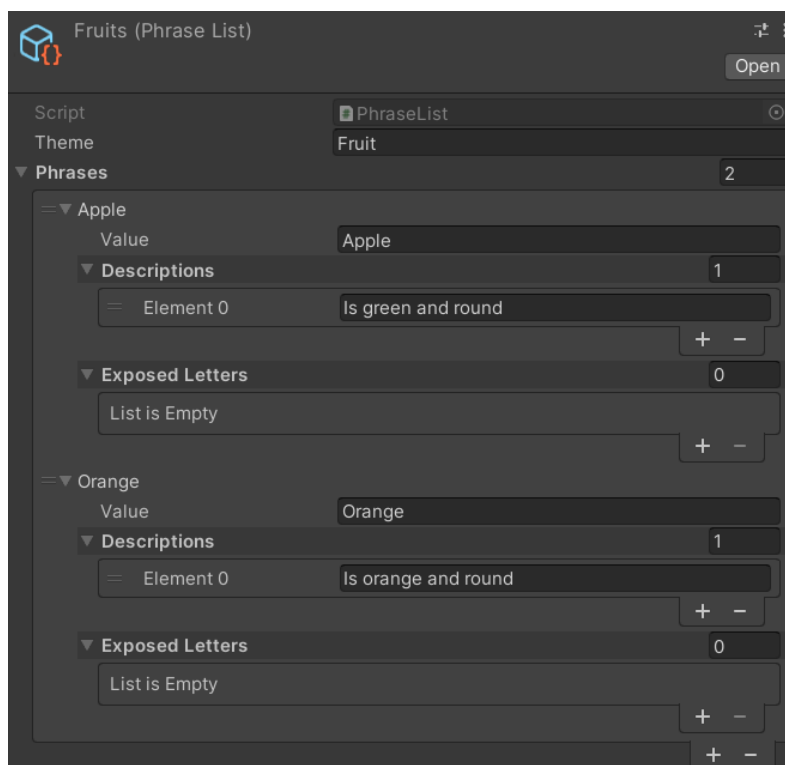 Fruits (Phrase List)
Open
Script PhraseList
Theme Fruit
Phrases 2
Apple
Value Apple
Descriptions 1
Element 0 Is green and round
+ −
Exposed Letters 0
List is Empty
+ −
Orange
Value Orange
Descriptions 1
Element 0 Is orange and round
+ −
Exposed Letters 0
List is Empty
+ −
+ −